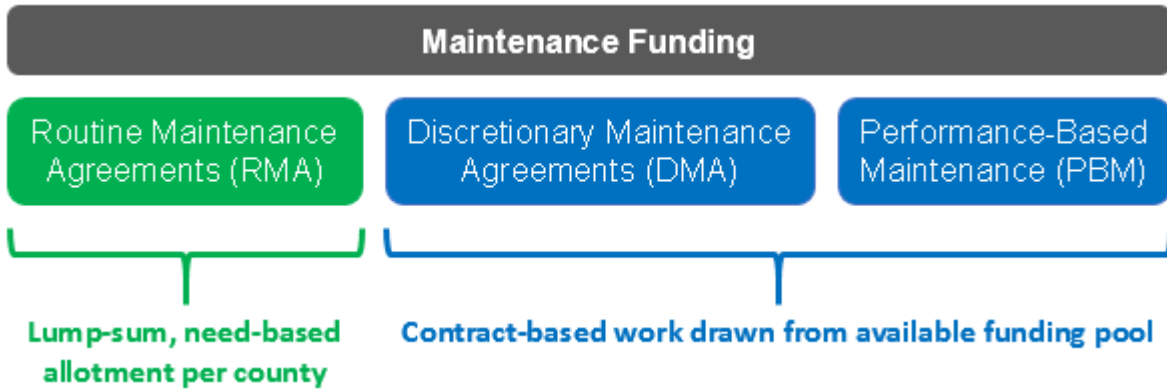 Maintenance Funding
Routine Maintenance
Agreements (RMA)
Discretionary Maintenance
Agreements (DMA)
Performance-Based
Maintenance (PBM)
Lump-sum, need-based
allotment per county
Contract-based work drawn from available funding pool